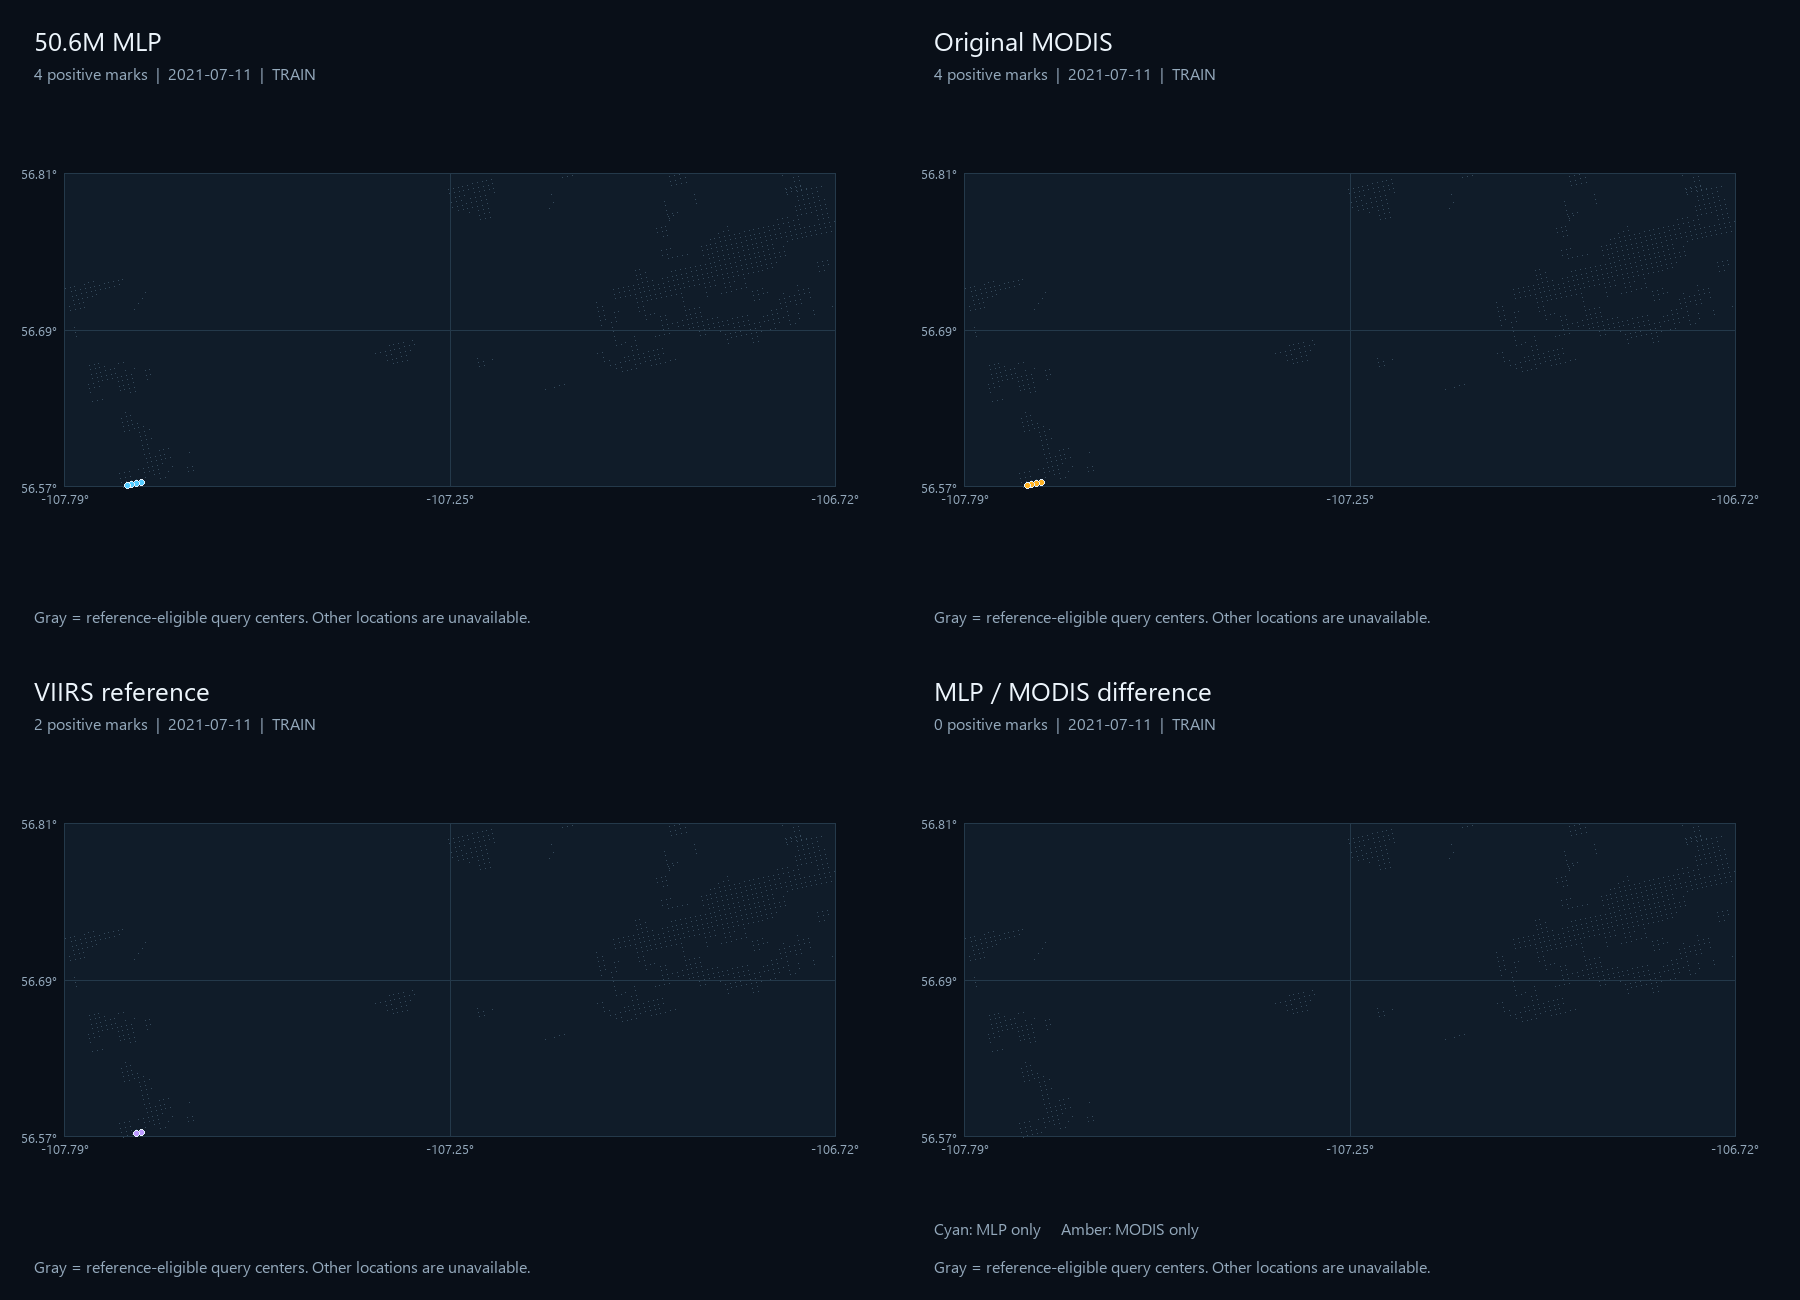 50.6M MLP
4 positive marks | 2021-07-11 | TRAIN
56.81°
56.69°
56.57°
-107.79°
-107.25°
-106.72°
Gray = reference-eligible query centers. Other locations are unavailable.
Original MODIS
4 positive marks | 2021-07-11 | TRAIN
56.81°
56.69°
56.57°
-107.79°
-107.25°
-106.72°
Gray = reference-eligible query centers. Other locations are unavailable.
VIIRS reference
2 positive marks | 2021-07-11 | TRAIN
56.81°
56.69°
56.57°
-107.79°
-107.25°
-106.72°
Gray = reference-eligible query centers. Other locations are unavailable.
MLP / MODIS difference
0 positive marks | 2021-07-11 | TRAIN
56.81°
56.69°
56.57°
-107.79°
-107.25°
-106.72°
Cyan: MLP only Amber: MODIS only
Gray = reference-eligible query centers. Other locations are unavailable.